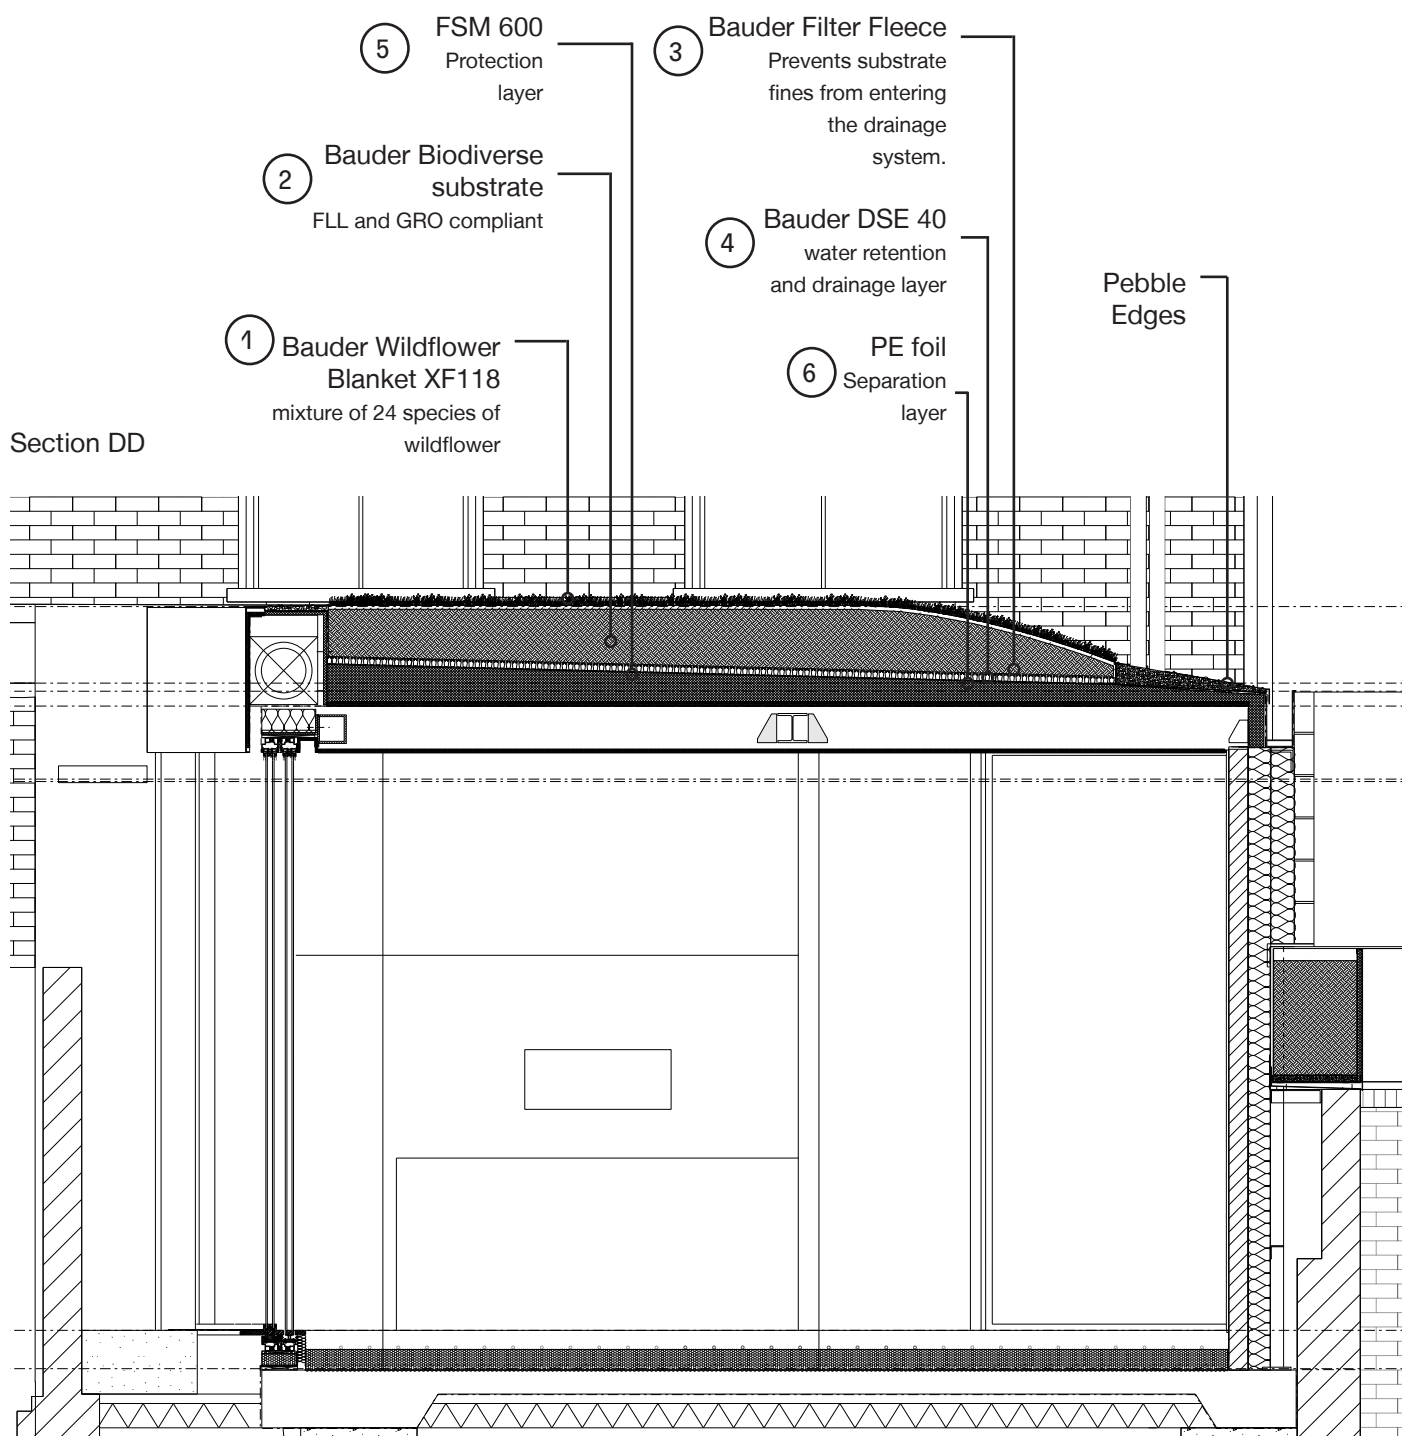 5
FSM 600
Protection
layer
3
Bauder Filter Fleece
Prevents substrate
fines from entering
the drainage
system.
2
Bauder Biodiverse
substrate
FLL and GRO compliant
4
Bauder DSE 40
water retention
and drainage layer
Pebble
Edges
1
Bauder Wildflower
Blanket XF118
mixture of 24 species of
wildflower
6
PE foil
Separation
layer
Section DD